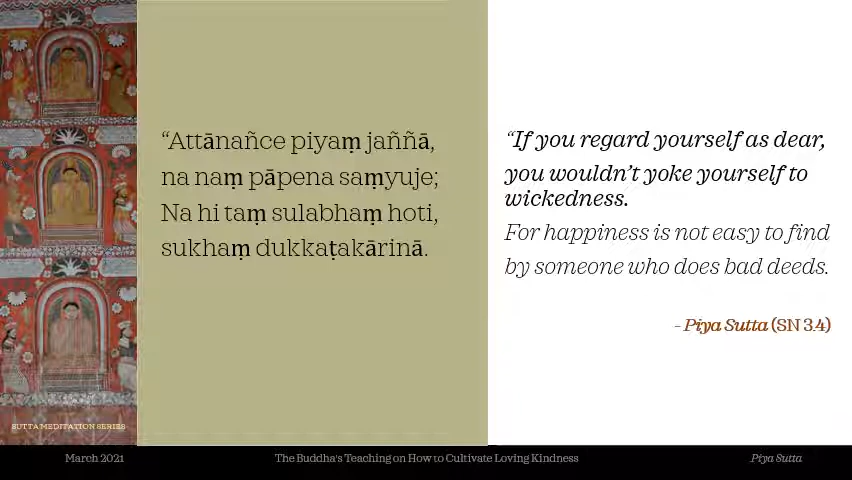 “Attānañce piyaṃ jaññā,
na naṃ pāpena saṃyuje;
Na hi taṃ sulabhaṃ hoti,
sukhaṃ dukkaṭakārinā.
“If you regard yourself as dear,
you wouldn’t yoke yourself to
wickedness.
For happiness is not easy to find
by someone who does bad deeds.
- Piya Sutta (SN 3.4)
SUTTA MEDITATION SERIES
March 2021
The Buddha's Teaching on How to Cultivate Loving Kindness
Piya Sutta